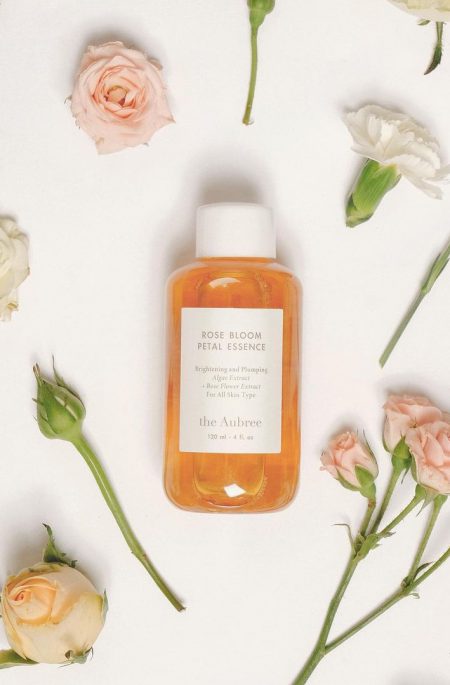 ROSE BLOOM
PETAL ESSENCE
Brightening and Plumping
Algae Extract
+ Rose Flower Extract
For All Skin Type
the Aubree
120 ml - 4 fl. oz